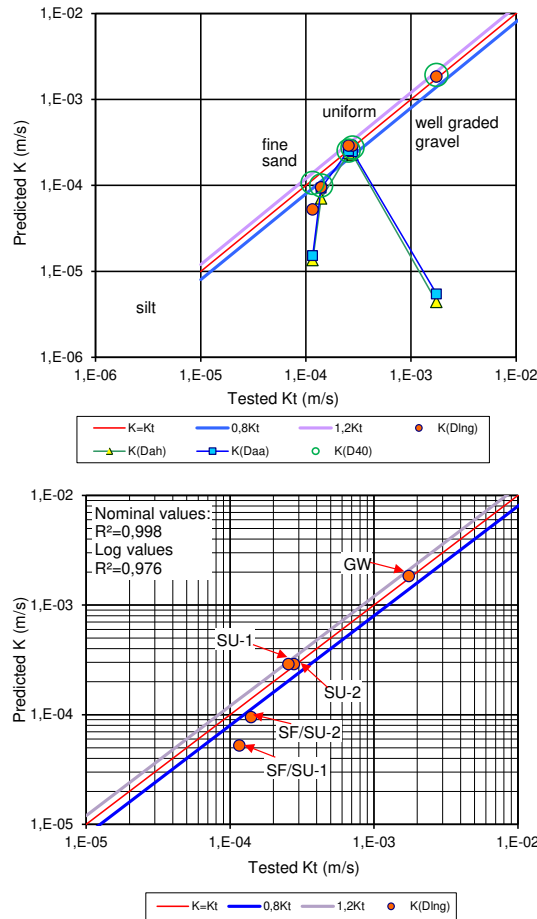 1,E-02
1,E-03
1,E-04
1,E-05
1,E-06
Predicted K (m/s)
uniform
well graded
gravel
fine
sand
silt
1,E-06 1,E-05 1,E-04 1,E-03 1,E-02
Tested Kt (m/s)
K=Kt 0,8Kt 1,2Kt K(Dlng)
K(Dah) K(Daa) K(D40)
1,E-02
1,E-03
1,E-04
1,E-05
Predicted K (m/s)
Nominal values:
R²=0,998
Log values
R²=0,976
GW
SU-1
SU-2
SF/SU-2
SF/SU-1
1,E-05 1,E-04 1,E-03 1,E-02
Tested Kt (m/s)
K=Kt 0,8Kt 1,2Kt K(Dlng)